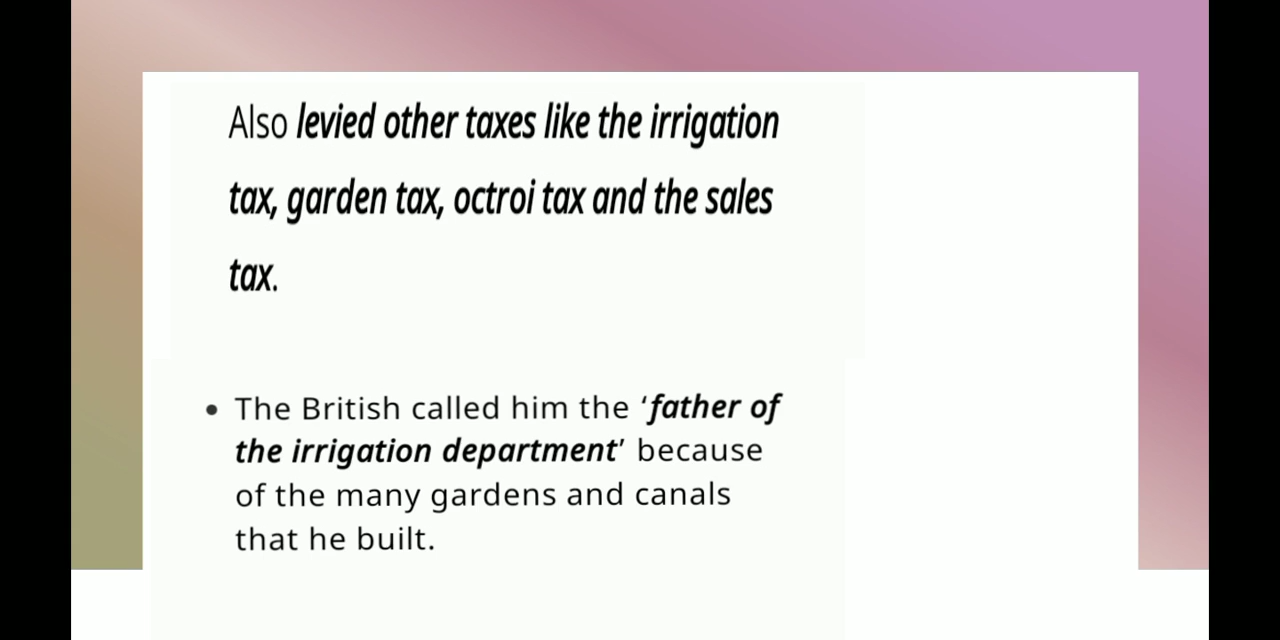 Also levied other taxes like the irrigation
tax, garden tax, octroi tax and the sales
tax.
• The British called him the ‘father of
the irrigation department’ because
of the many gardens and canals
that he built.